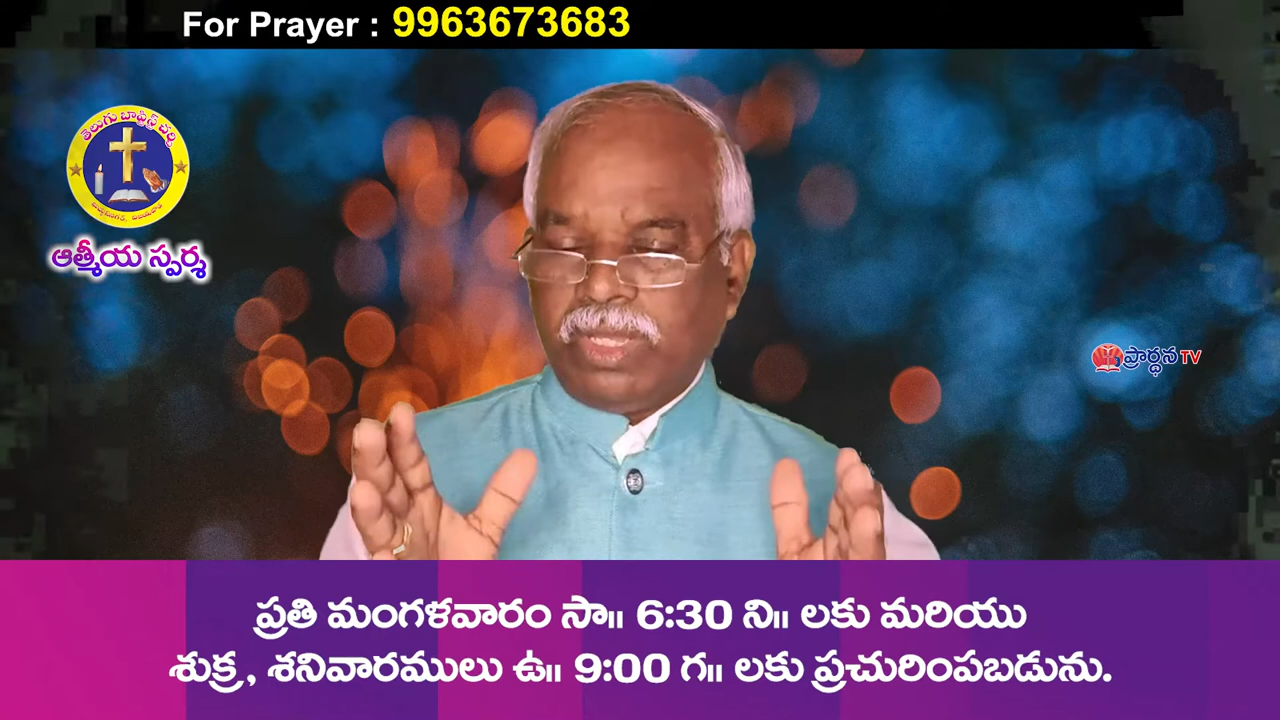 For Prayer : 9963673683
తెలుగు బాప్టిస్ట్ చర్చి
ఆత్మీయ స్పర్శ
ప్రార్థన TV
ప్రతి మంగళవారం సా॥ 6:30 ని॥ లకు మరియు
శుక్ర, శనివారములు ఉ॥ 9:00 గ॥ లకు ప్రచురింపబడును.